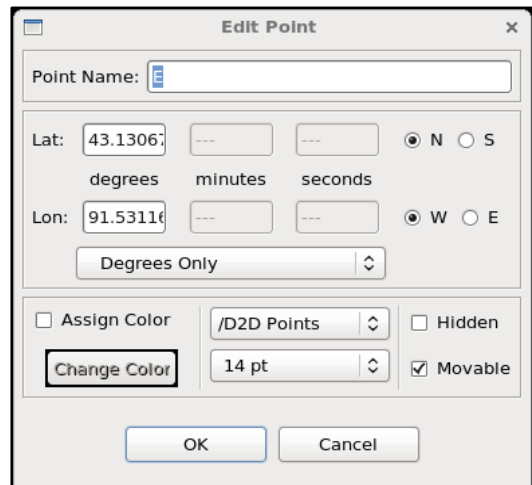 Edit Point
Point Name: E
Lat: 43.13067 --- --- N S
degrees minutes seconds
Lon: 91.53116 --- --- W E
Degrees Only
Assign Color /D2D Points Hidden
Change Color 14 pt Movable
OK Cancel